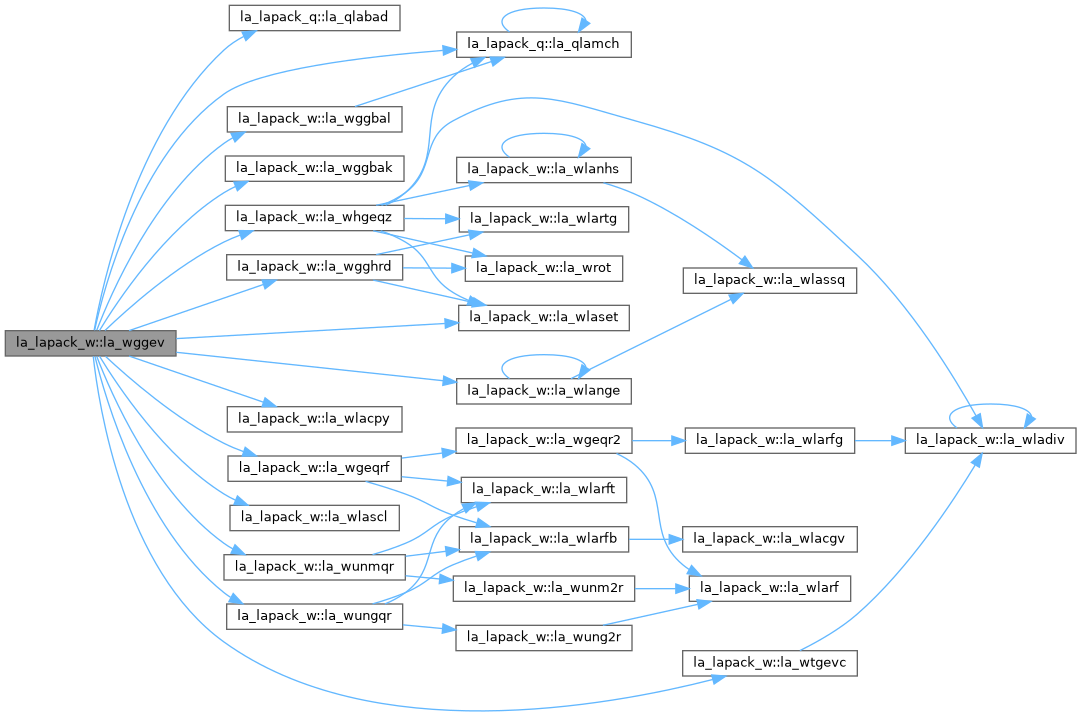 la_lapack_q::la_qlabad
la_lapack_q::la_qlamch
la_lapack_w::la_wggbal
la_lapack_w::la_wggbak
la_lapack_w::la_wlanhs
la_lapack_w::la_whgeqz
la_lapack_w::la_wlartg
la_lapack_w::la_wgghrd
la_lapack_w::la_wrot
la_lapack_w::la_wlassq
la_lapack_w::la_wlaset
la_lapack_w::la_wggev
la_lapack_w::la_wlange
la_lapack_w::la_wlacpy
la_lapack_w::la_wgeqr2
la_lapack_w::la_wlarfg
la_lapack_w::la_wladiv
la_lapack_w::la_wgeqrf
la_lapack_w::la_wlarft
la_lapack_w::la_wlascl
la_lapack_w::la_wlarfb
la_lapack_w::la_wlacgv
la_lapack_w::la_wunmqr
la_lapack_w::la_wunm2r
la_lapack_w::la_wlarf
la_lapack_w::la_wungqr
la_lapack_w::la_wung2r
la_lapack_w::la_wtgevc